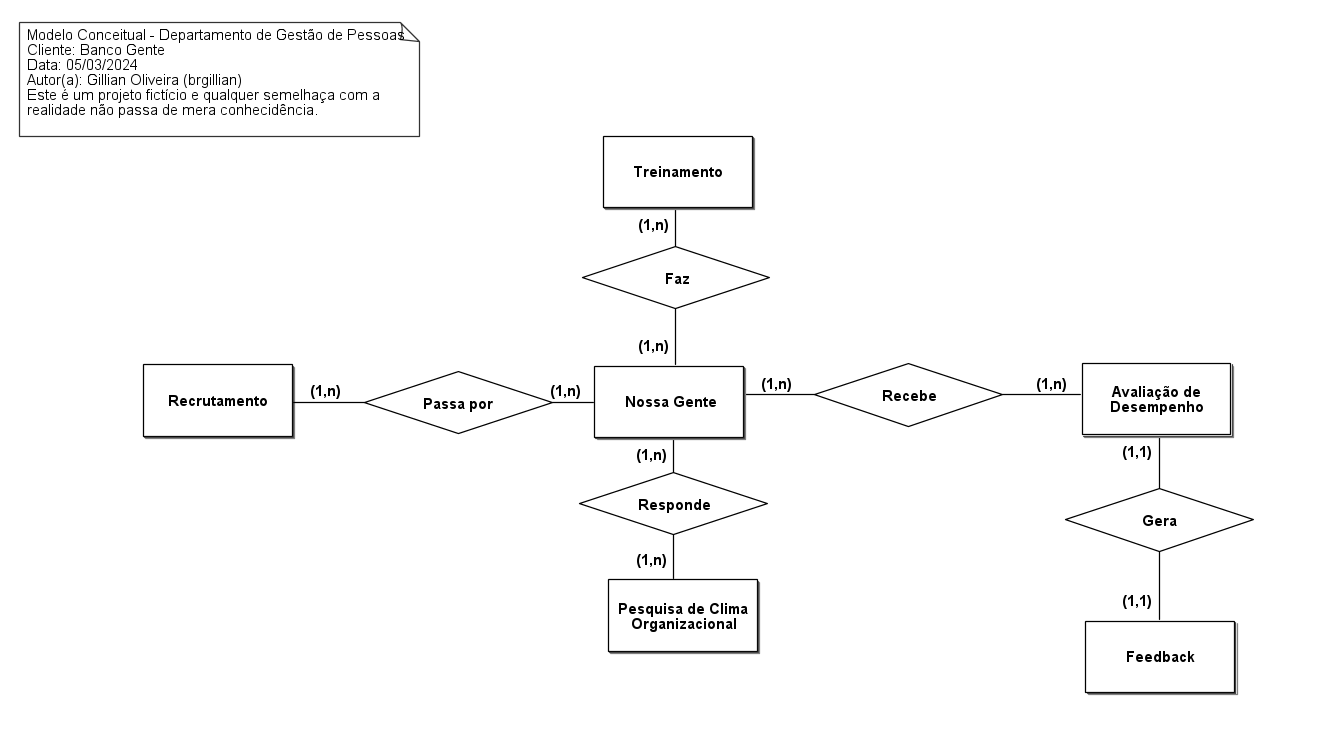 Modelo Conceitual - Departamento de Gestão de Pessoas
Cliente: Banco Gente
Data: 05/03/2024
Autor(a): Gillian Oliveira (brgillian)
Este é um projeto fictício e qualquer semelhaça com a
realidade não passa de mera conhecidência.
Treinamento
(1,n)
Faz
(1,n)
Recrutamento
(1,n)
Passa por
(1,n)
Nossa Gente
(1,n)
Recebe
(1,n)
Avaliação de
Desempenho
(1,n)
Responde
(1,n)
Pesquisa de Clima
Organizacional
(1,1)
Gera
(1,1)
Feedback